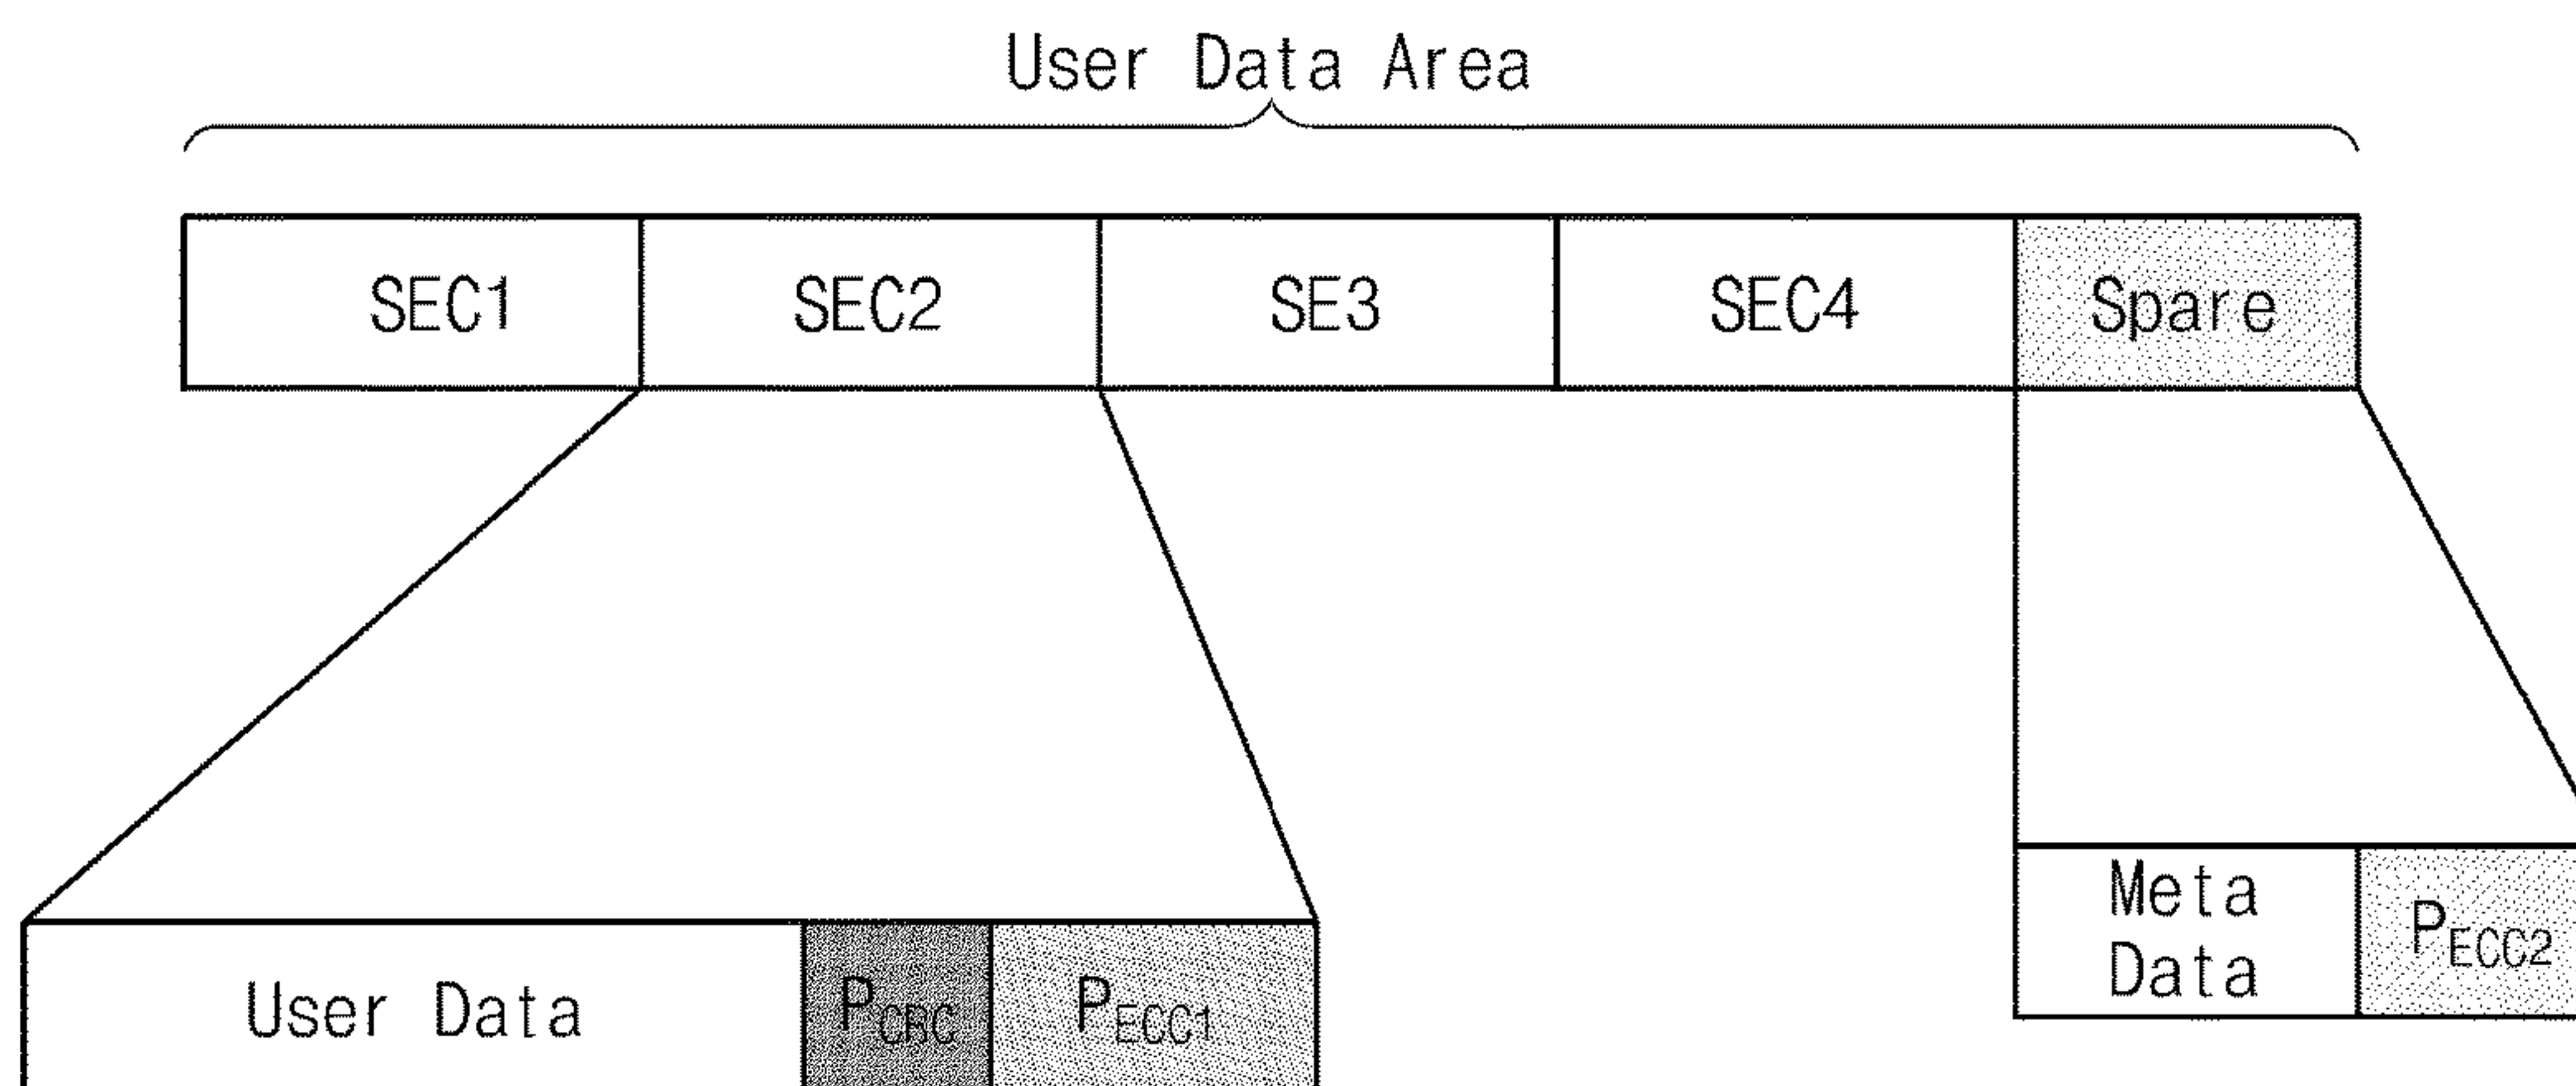 User Data Area
SEC1 SEC2 SE3 SEC4 Spare
Meta
Data
PECC2
User Data PCRC PECC1